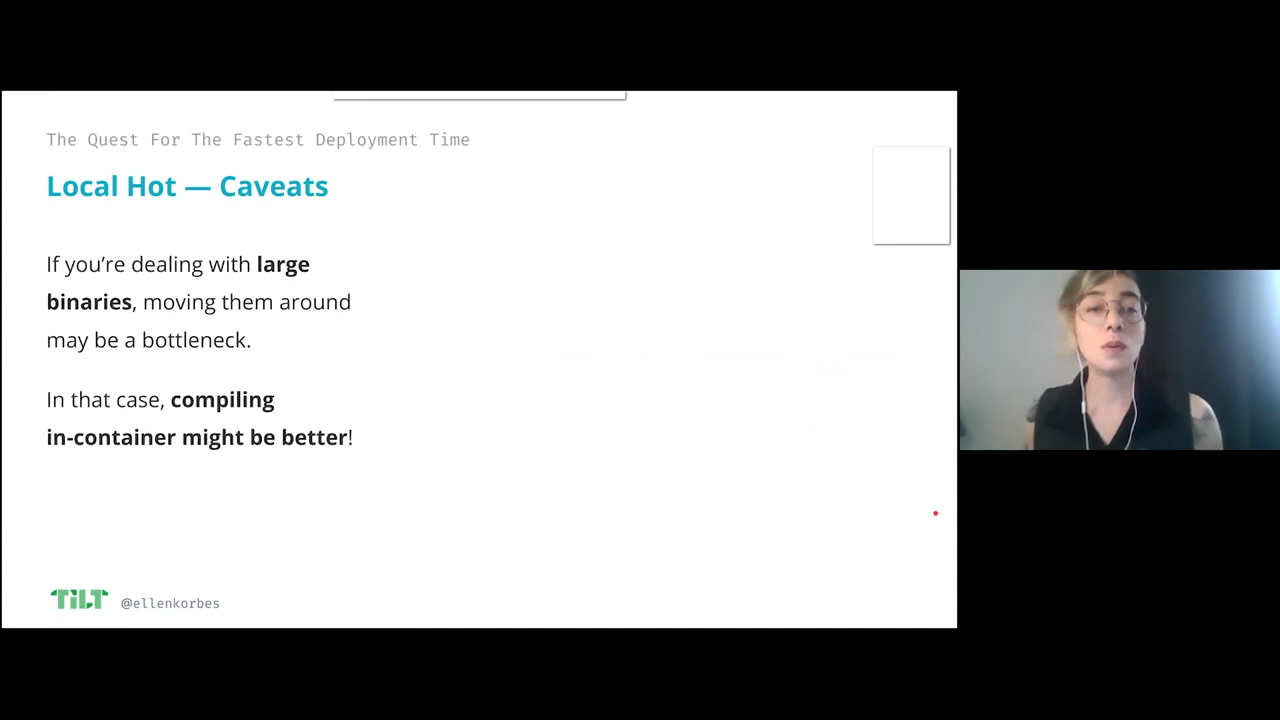 The Quest For The Fastest Deployment Time
Local Hot — Caveats
If you’re dealing with large
binaries, moving them around
may be a bottleneck.
In that case, compiling
in-container might be better!
TILT @ellenkorbes